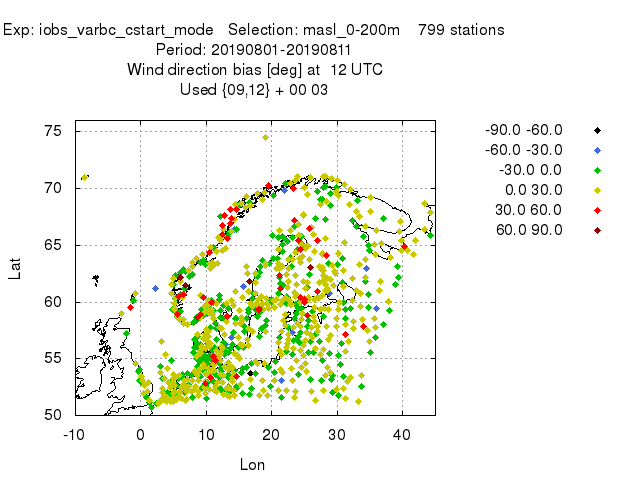 Exp: iobs_varbc_cstart_mode   Selection: masl_0-200m    799 stations
Period: 20190801-20190811
Wind direction bias [deg] at  12 UTC
Used {09,12} + 00 03
-90.0 -60.0
-60.0 -30.0
-30.0 0.0
0.0 30.0
30.0 60.0
60.0 90.0
75
70
65
60
55
50
Lat
-10 0 10 20 30 40
Lon